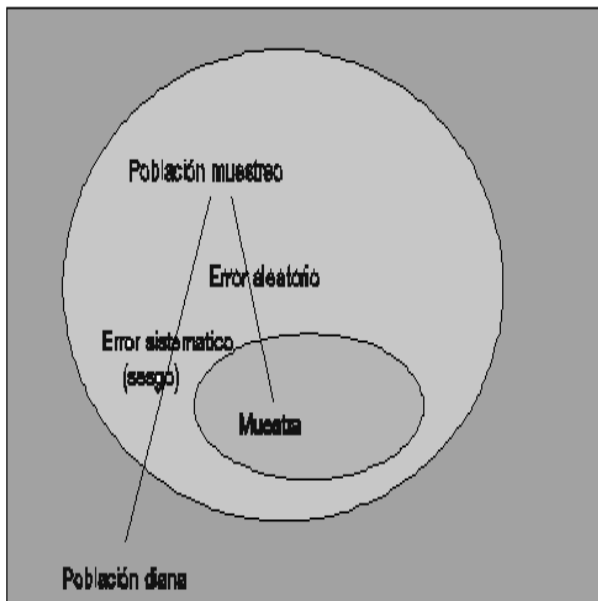 Población muestreo
Error aleatorio
Error sistematico
(sesgo)
Muestra
Población diana